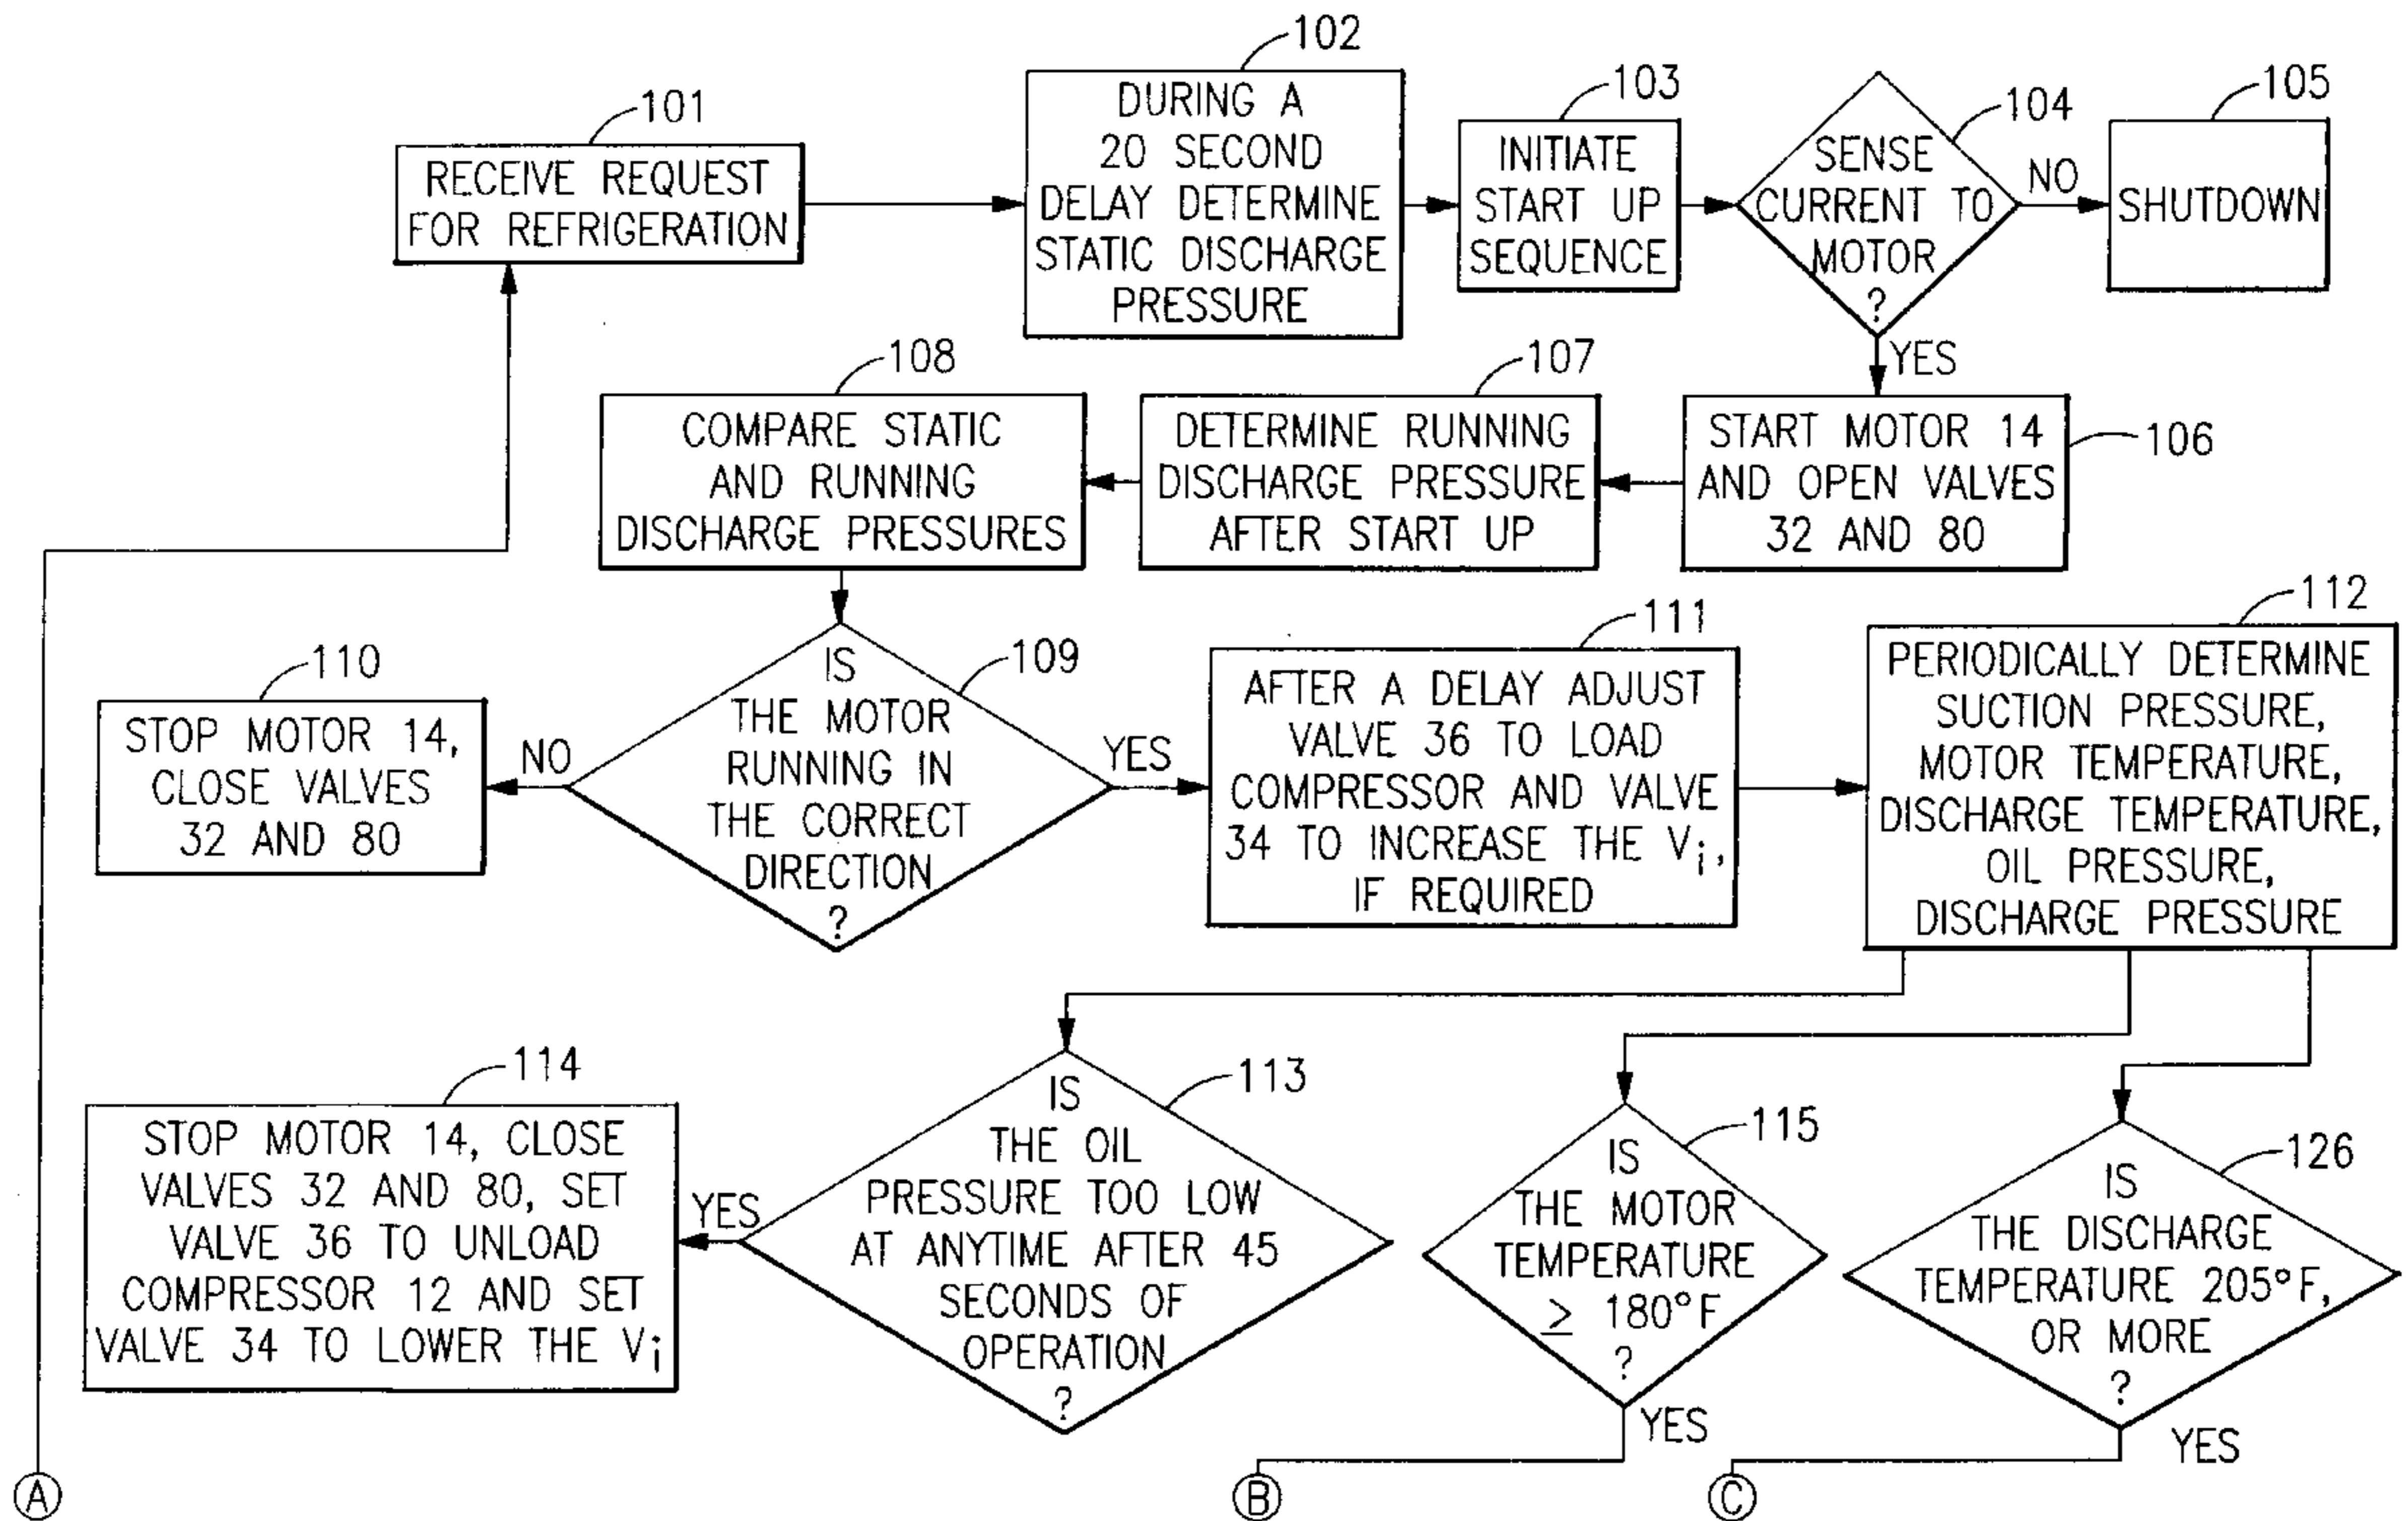 101
RECEIVE REQUEST
FOR REFRIGERATION
102
DURING A
20 SECOND
DELAY DETERMINE
STATIC DISCHARGE
PRESSURE
103
INITIATE
START UP
SEQUENCE
104
SENSE
CURRENT TO
MOTOR
?
NO
105
SHUTDOWN
YES
106
START MOTOR 14
AND OPEN VALVES
32 AND 80
107
DETERMINE RUNNING
DISCHARGE PRESSURE
AFTER START UP
108
COMPARE STATIC
AND RUNNING
DISCHARGE PRESSURES
109
IS
THE MOTOR
RUNNING IN
THE CORRECT
DIRECTION
?
NO
110
STOP MOTOR 14,
CLOSE VALVES
32 AND 80
YES
111
AFTER A DELAY ADJUST
VALVE 36 TO LOAD
COMPRESSOR AND VALVE
34 TO INCREASE THE Vi,
IF REQUIRED
112
PERIODICALLY DETERMINE
SUCTION PRESSURE,
MOTOR TEMPERATURE,
DISCHARGE TEMPERATURE,
OIL PRESSURE,
DISCHARGE PRESSURE
113
IS
THE OIL
PRESSURE TOO LOW
AT ANYTIME AFTER 45
SECONDS OF
OPERATION
?
YES
114
STOP MOTOR 14, CLOSE
VALVES 32 AND 80, SET
VALVE 36 TO UNLOAD
COMPRESSOR 12 AND SET
VALVE 34 TO LOWER THE Vi
115
IS
THE MOTOR
TEMPERATURE
≥ 180°F
?
YES
126
IS
THE DISCHARGE
TEMPERATURE 205°F,
OR MORE
?
YES
A
B
C